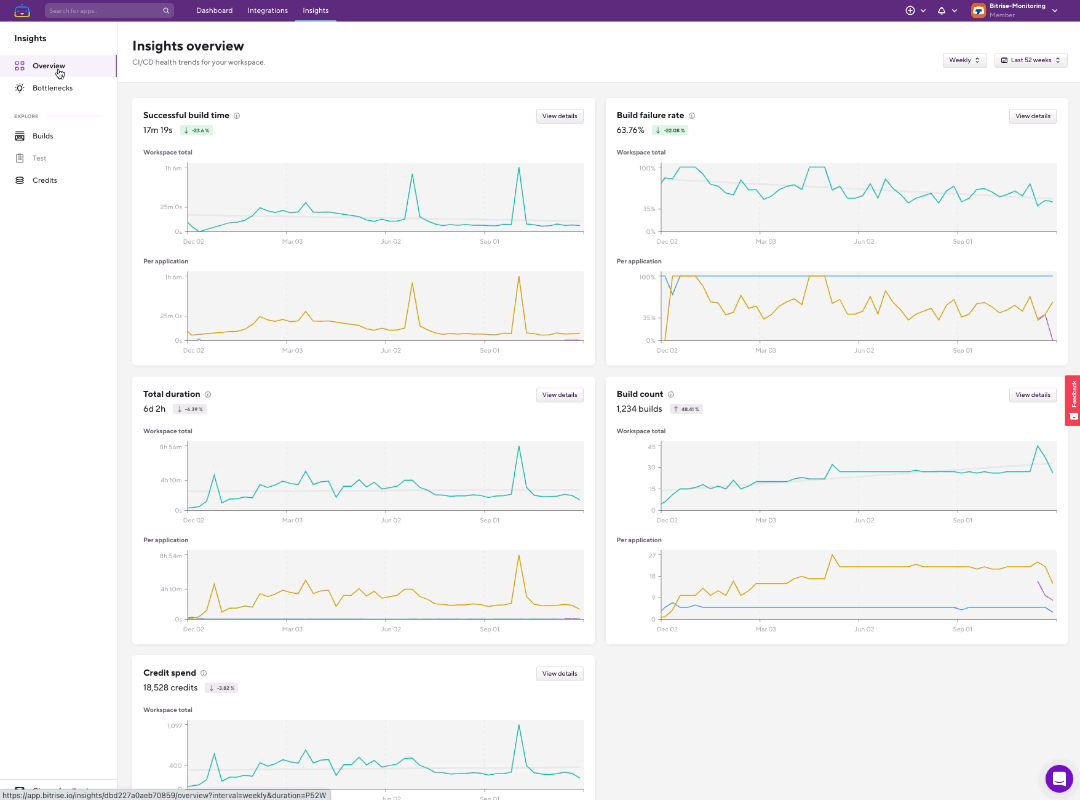 Search for apps..
Dashboard
Integrations
Insights
Bitrise-Monitoring
Member
Insights
Overview
Bottlenecks
EXPLORE
Builds
Test
Credits
Insights overview
CI/CD health trends for your workspace.
Weekly
Last 52 weeks
Successful build time
View details
17m 19s
-23.6 %
Workspace total
1h 6m
25m 0s
0s
Dec 02
Mar 03
Jun 02
Sep 01
Per application
1h 6m
25m 0s
0s
Dec 02
Mar 03
Jun 02
Sep 01
Build failure rate
View details
63.76%
-32.08 %
Workspace total
100%
35%
0%
Dec 02
Mar 03
Jun 02
Sep 01
Per application
100%
35%
0%
Dec 02
Mar 03
Jun 02
Sep 01
Feedback
Total duration
View details
6d 2h
-4.39 %
Workspace total
8h 56m
4h 10m
0s
Dec 02
Mar 03
Jun 02
Sep 01
Per application
8h 54m
4h 10m
0s
Dec 02
Mar 03
Jun 02
Sep 01
Build count
View details
1,234 builds
48.61 %
Workspace total
45
30
15
0
Dec 02
Mar 03
Jun 02
Sep 01
Per application
27
18
9
0
Dec 02
Mar 03
Jun 02
Sep 01
Credit spend
View details
18,528 credits
-3.82 %
Workspace total
1,097
400
0
https://app.bitrise.io/insights/dbd227a0aeb70859/overview?interval=weekly&duration=P52W